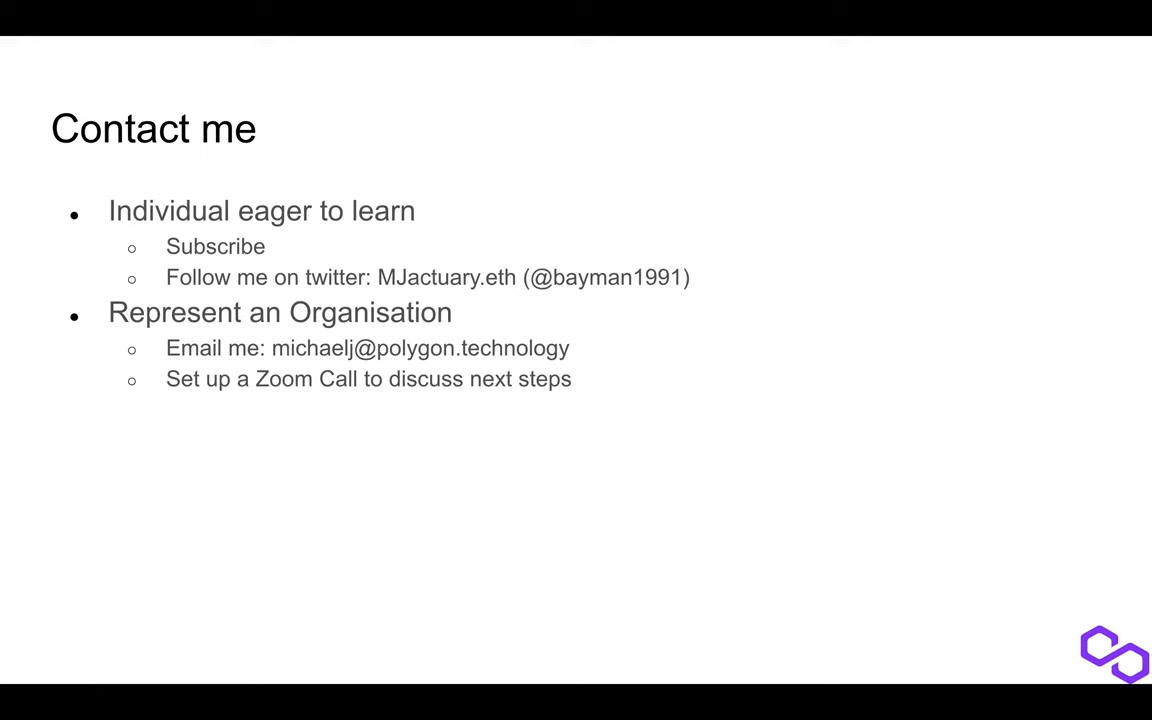 Contact me
Individual eager to learn
Subscribe
Follow me on twitter: MJactuary.eth (@bayman1991)
Represent an Organisation
Email me: michaelj@polygon.technology
Set up a Zoom Call to discuss next steps